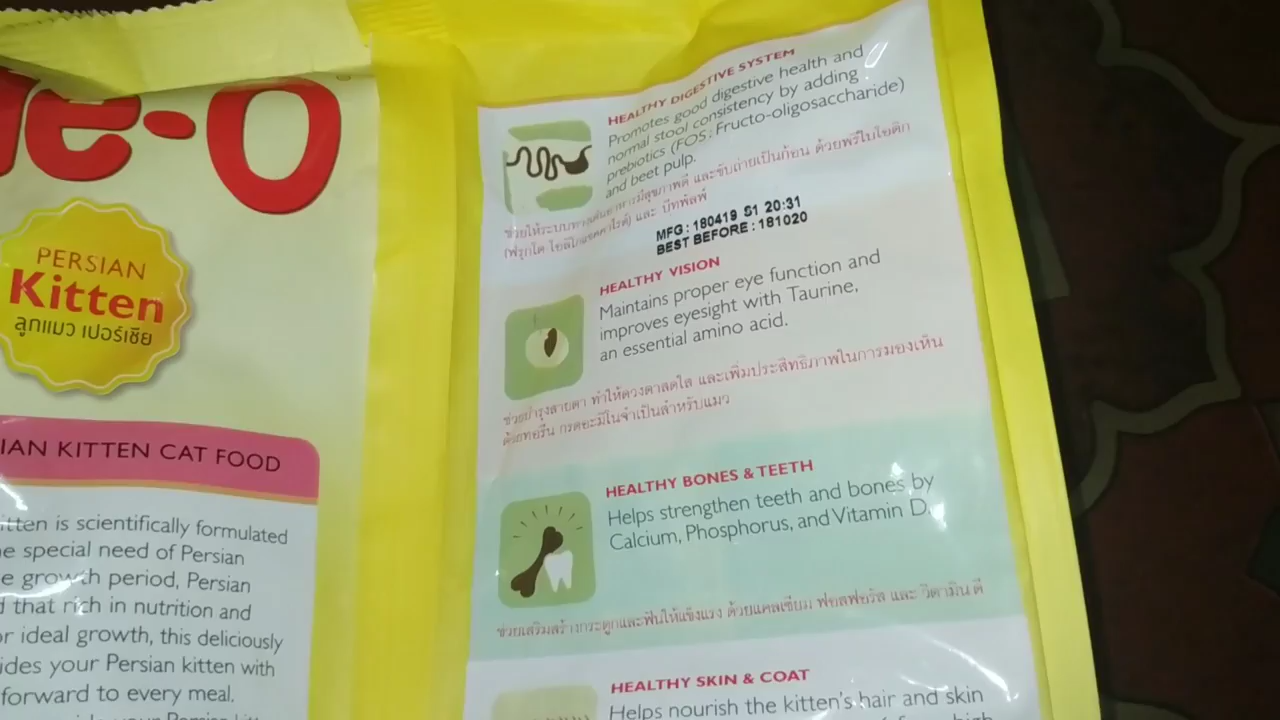 e-O
PERSIAN
Kitten
ลูกแมว เปอร์เซีย
IAN KITTEN CAT FOOD
itten is scientifically formulated
e special need of Persian
e growth period, Persian
d that rich in nutrition and
or ideal growth, this deliciously
ides your Persian kitten with
forward to every meal.
HEALTHY DIGESTIVE SYSTEM
Promotes good digestive health and
normal stool consistency by adding
prebiotics (FOS : Fructo-oligosaccharide)
and beet pulp.
ช่วยให้ระบบทางเดินอาหารมีสุขภาพดี และขับถ่ายเป็นก้อน ด้วยพรีไบโอติก
(ฟรุกโต โอลิโกแซคคาไรด์) และ บีทพัลพ์
MFG : 180419 S1 20:31
BEST BEFORE : 181020
HEALTHY VISION
Maintains proper eye function and
improves eyesight with Taurine,
an essential amino acid.
ช่วยบำรุงสายตา ทำให้ดวงตาสดใส และเพิ่มประสิทธิภาพในการมองเห็น
ด้วยทอรีน กรดอะมิโนจำเป็นสำหรับแมว
HEALTHY BONES & TEETH
Helps strengthen teeth and bones by
Calcium, Phosphorus, and Vitamin D.
ช่วยเสริมสร้างกระดูกและฟันให้แข็งแรง ด้วยแคลเซียม ฟอสฟอรัส และ วิตามิน ดี
HEALTHY SKIN & COAT
Helps nourish the kitten's hair and skin